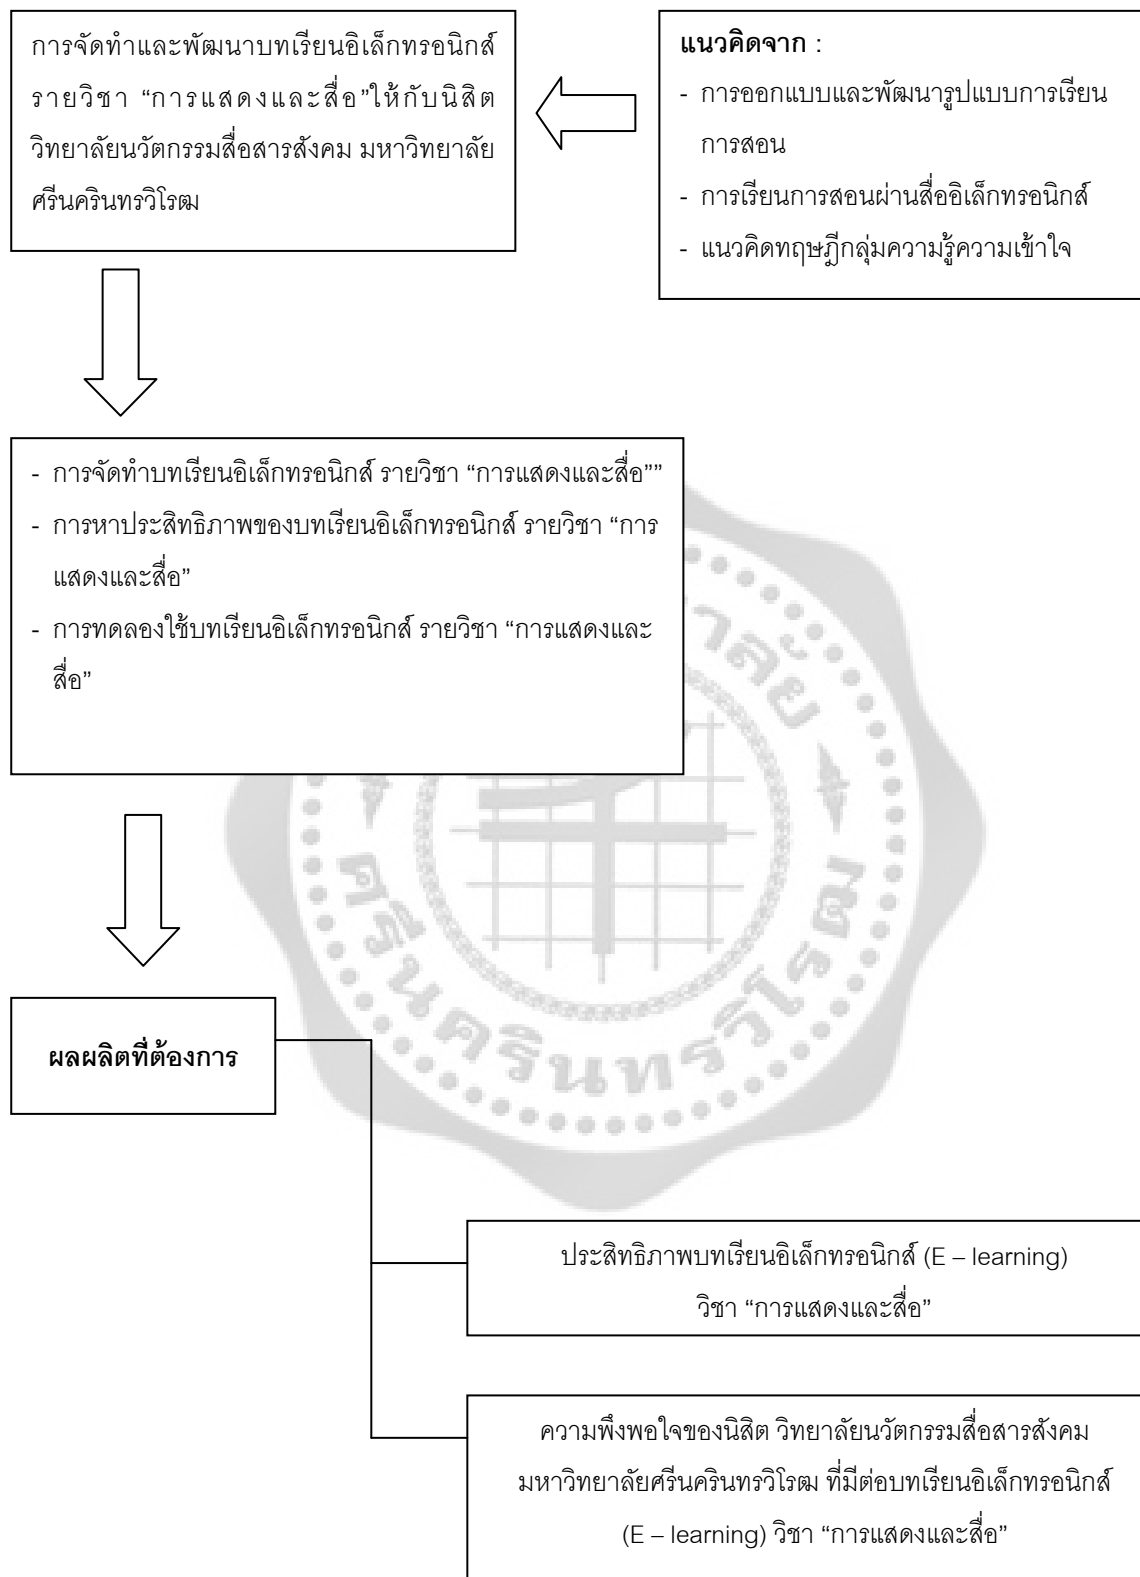 การจัดทำและพัฒนาบทเรียนอิเล็กทรอนิกส์
รายวิชา “การแสดงและสื่อ”ให้กับนิสิต
วิทยาลัยนวัตกรรมสื่อสารสังคม มหาวิทยาลัย
ศรีนครินทรวิโรฒ
แนวคิดจาก :
- การออกแบบและพัฒนารูปแบบการเรียน
การสอน
- การเรียนการสอนผ่านสื่ออิเล็กทรอนิกส์
- แนวคิดทฤษฎีกลุ่มความรู้ความเข้าใจ
- การจัดทำบทเรียนอิเล็กทรอนิกส์ รายวิชา “การแสดงและสื่อ””
- การหาประสิทธิภาพของบทเรียนอิเล็กทรอนิกส์ รายวิชา “การ
แสดงและสื่อ”
- การทดลองใช้บทเรียนอิเล็กทรอนิกส์ รายวิชา “การแสดงและ
สื่อ”
าลัย
ศรีนครินทรวิโรฒ
ผลผลิตที่ต้องการ
ประสิทธิภาพบทเรียนอิเล็กทรอนิกส์ (E – learning)
วิชา “การแสดงและสื่อ”
ความพึงพอใจของนิสิต วิทยาลัยนวัตกรรมสื่อสารสังคม
มหาวิทยาลัยศรีนครินทรวิโรฒ ที่มีต่อบทเรียนอิเล็กทรอนิกส์
(E – learning) วิชา “การแสดงและสื่อ”